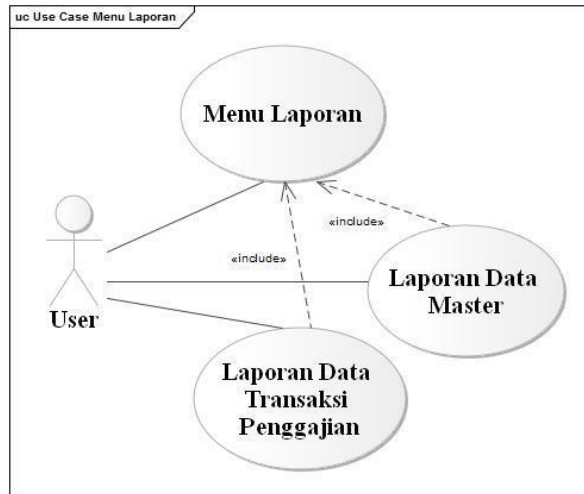 uc Use Case Menu Laporan
Menu Laporan
«include»
«include»
Laporan Data
Master
User
Laporan Data
Transaksi
Penggajian